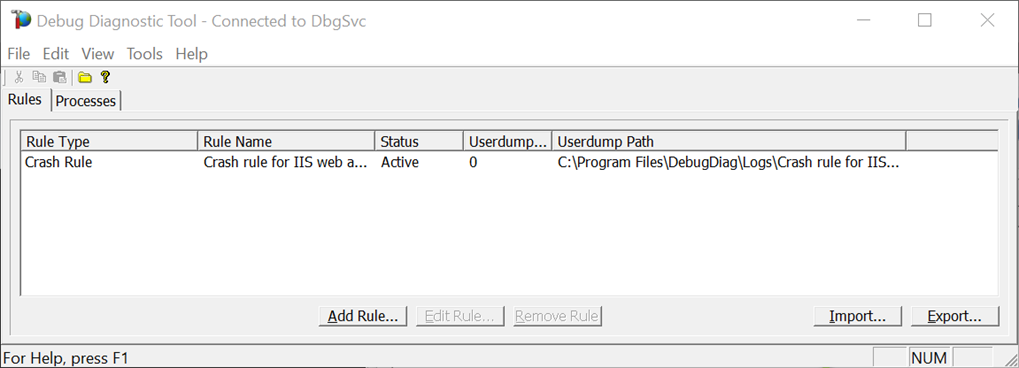 Debug Diagnostic Tool - Connected to DbgSvc
File Edit View Tools Help
Rules Processes
Rule Type Rule Name Status Userdump... Userdump Path
Crash Rule Crash rule for IIS web a... Active 0 C:\Program Files\DebugDiag\Logs\Crash rule for IIS...
Add Rule... Edit Rule... Remove Rule Import... Export...
For Help, press F1 NUM